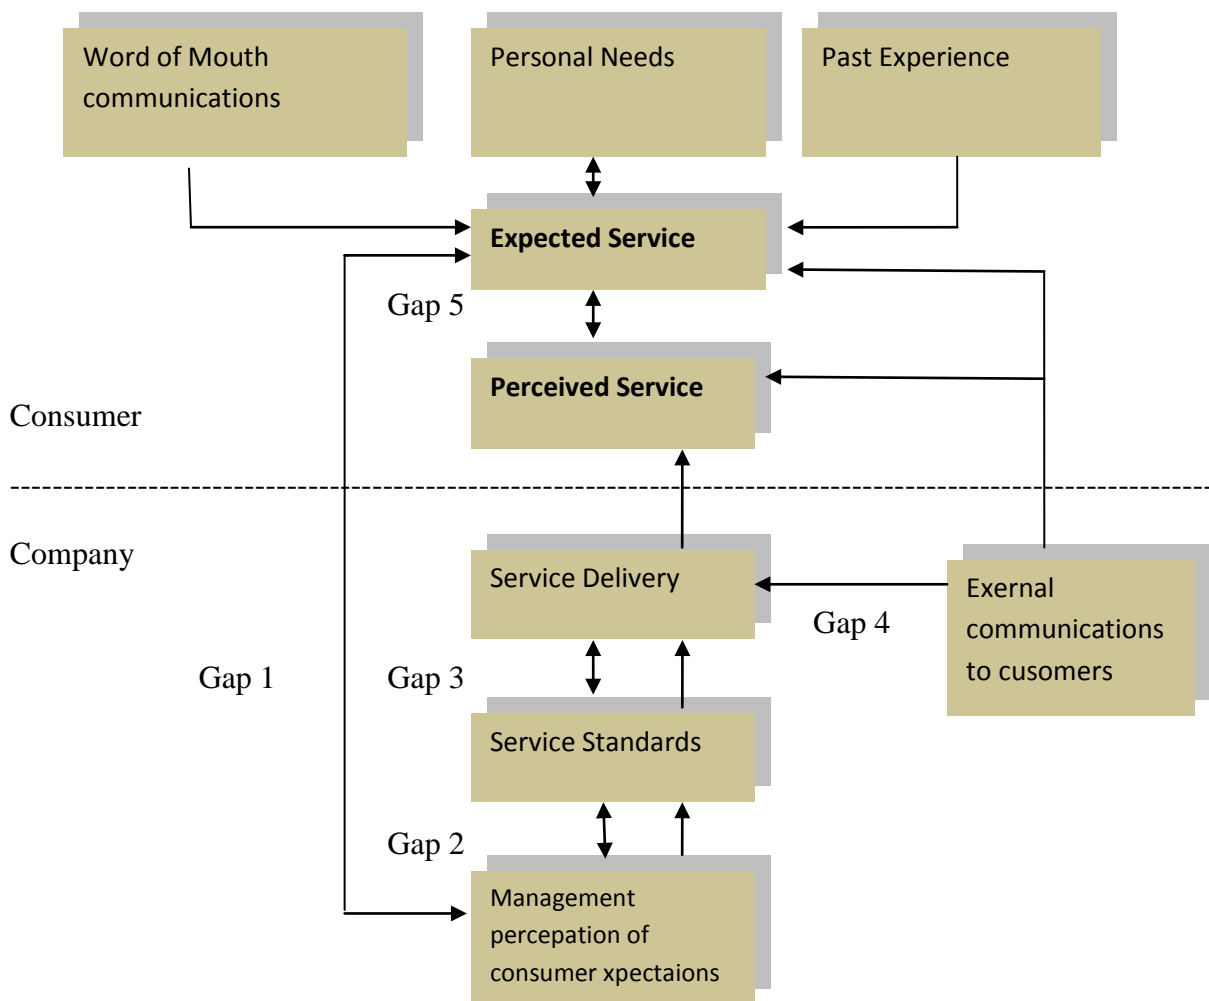 Word of Mouth
communications
Personal Needs
Past Experience
Expected Service
Gap 5
Perceived Service
Consumer
Company
Service Delivery
Exernal
communications
to cusomers
Gap 4
Gap 1
Gap 3
Service Standards
Gap 2
Management
percepation of
consumer xpectaions